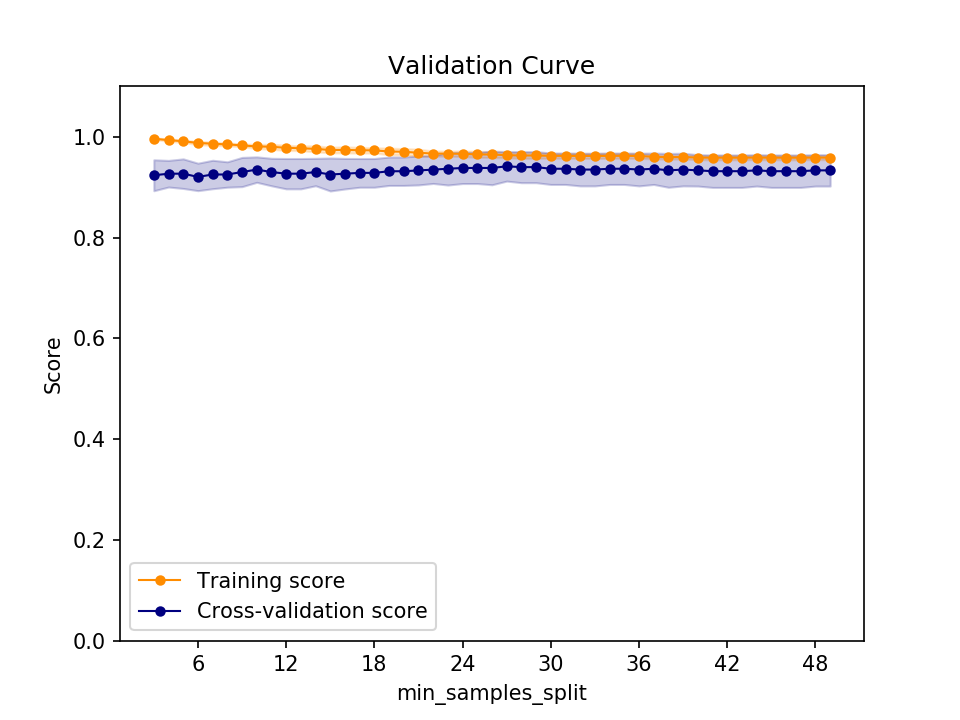 Validation Curve
1.0
0.8
0.6
0.4
0.2
0.0
Score
Training score
Cross-validation score
6 12 18 24 30 36 42 48
min_samples_split